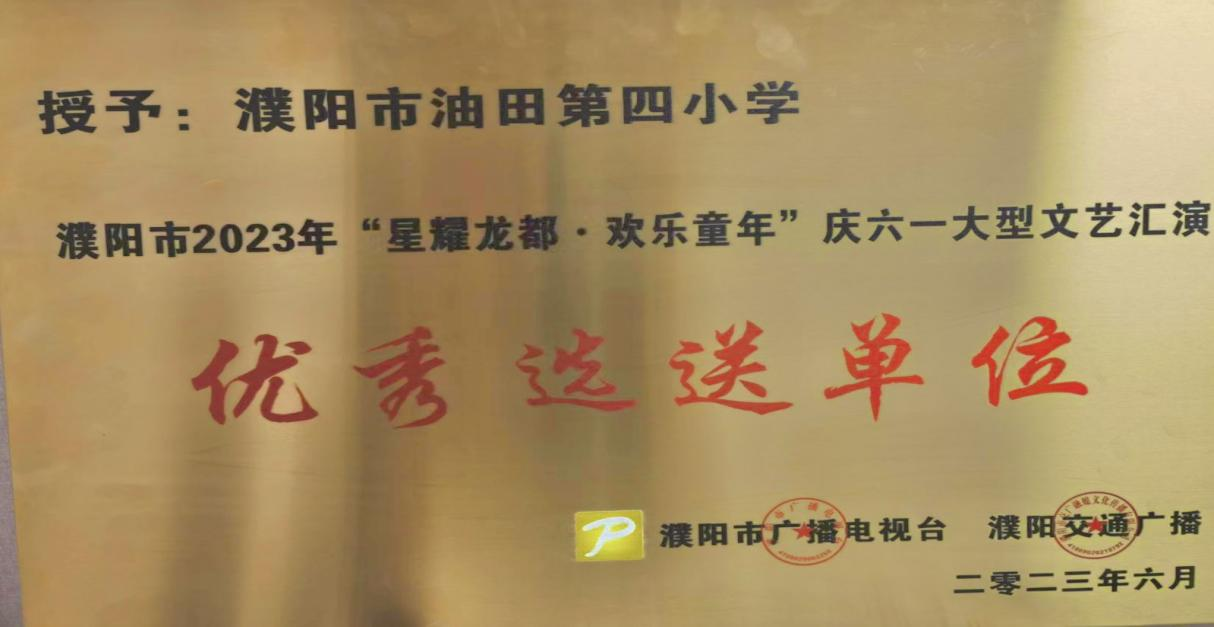 授予：濮阳市油田第四小学
濮阳市2023年“星耀龙都·欢乐童年”庆六一大型文艺汇演
优秀选送单位
P 濮阳市广播电视台 濮阳交通广播
二零二三年六月